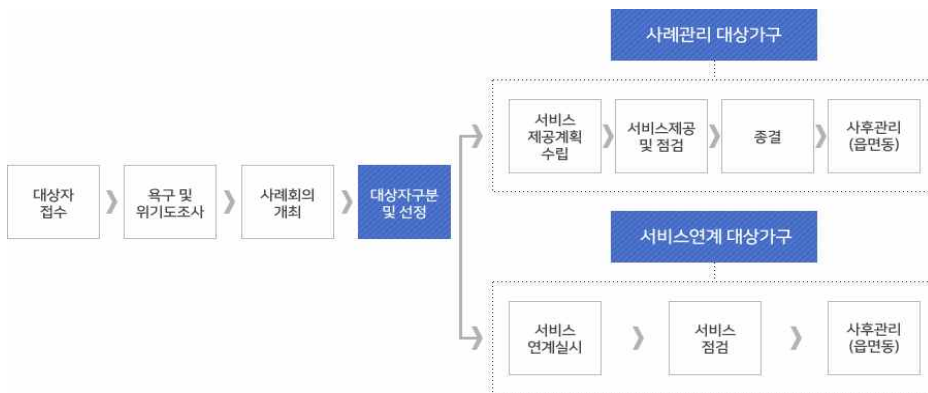 사례관리 대상가구
서비스
제공계획
수립
서비스제공
및 점검
종결
사후관리
(읍면동)
대상자
접수
욕구 및
위기도조사
사례회의
개최
대상자구분
및 선정
서비스연계 대상가구
서비스
연계실시
서비스
점검
사후관리
(읍면동)